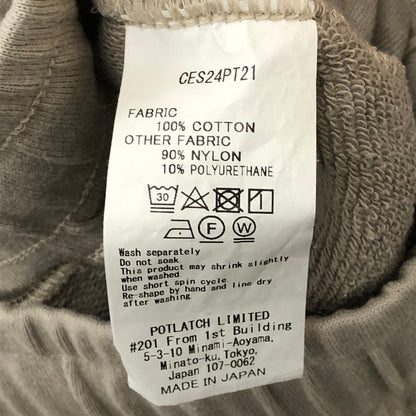 CES24PT21
FABRIC
100% COTTON
OTHER FABRIC
90% NYLON
10% POLYURETHANE
30
F W
Wash separately
Do not soak.
This product may shrink slightly
when washed
Use short spin cycle
Re-shape by hand and line dry
after washing
POTLATCH LIMITED
#201 From 1st Building
5-3-10 Minami-Aoyama,
Minato-ku, Tokyo.
Japan 107-0062
MADE IN JAPAN